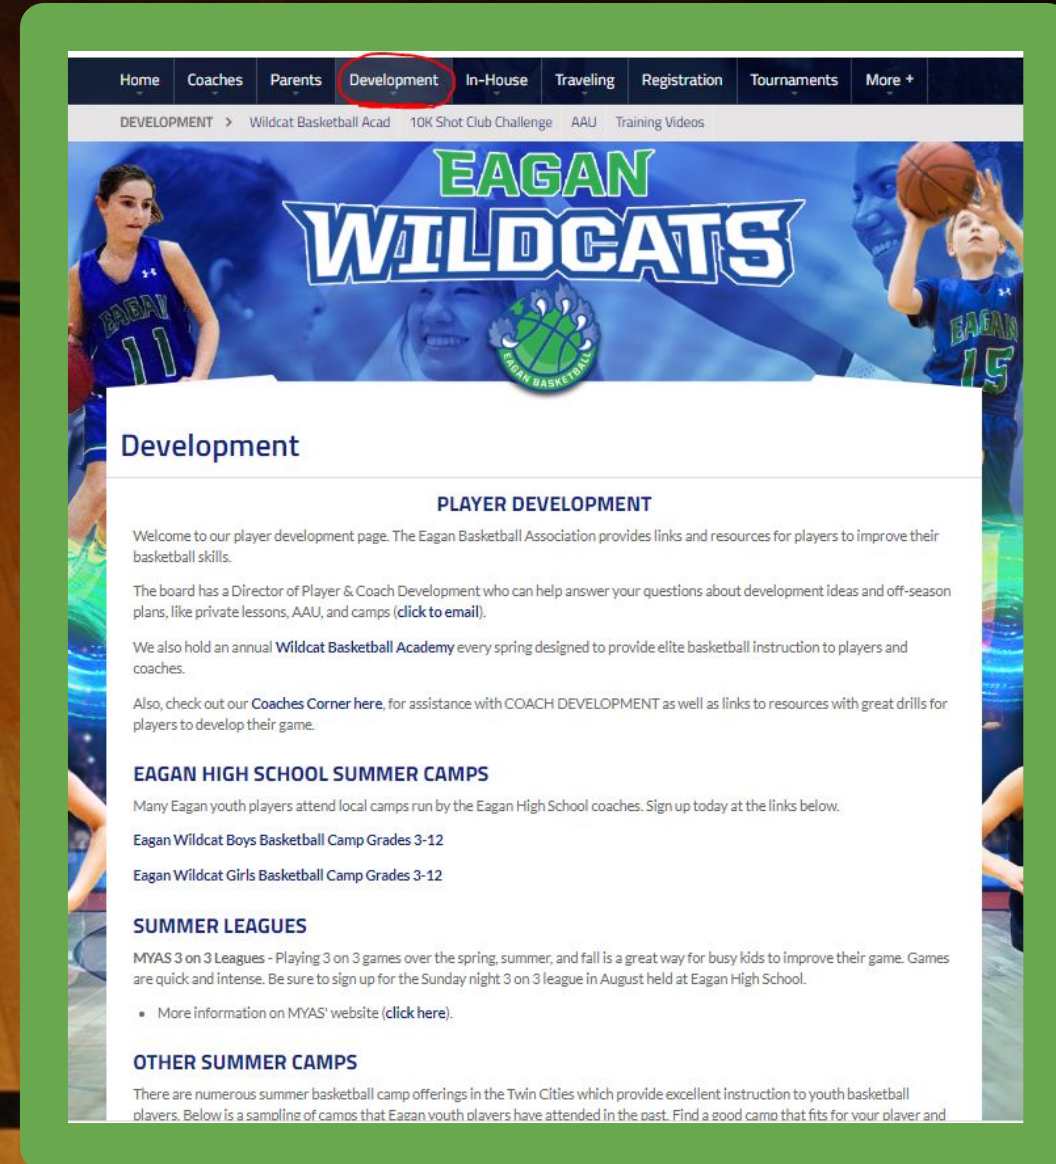 Home Coaches Parents Development In-House Traveling Registration Tournaments More +
DEVELOPMENT > Wildcat Basketball Acad 10K Shot Club Challenge AAU Training Videos
EAGAN
WILDCATS
EAGAN
11
EAGAN
15
EAGAN BASKETBALL
Development
PLAYER DEVELOPMENT
Welcome to our player development page. The Eagan Basketball Association provides links and resources for players to improve their
basketball skills.
The board has a Director of Player & Coach Development who can help answer your questions about development ideas and off-season
plans, like private lessons, AAU, and camps (click to email).
We also hold an annual Wildcat Basketball Academy every spring designed to provide elite basketball instruction to players and
coaches.
Also, check out our Coaches Corner here, for assistance with COACH DEVELOPMENT as well as links to resources with great drills for
players to develop their game.
EAGAN HIGH SCHOOL SUMMER CAMPS
Many Eagan youth players attend local camps run by the Eagan High School coaches. Sign up today at the links below.
Eagan Wildcat Boys Basketball Camp Grades 3-12
Eagan Wildcat Girls Basketball Camp Grades 3-12
SUMMER LEAGUES
MYAS 3 on 3 Leagues - Playing 3 on 3 games over the spring, summer, and fall is a great way for busy kids to improve their game. Games
are quick and intense. Be sure to sign up for the Sunday night 3 on 3 league in August held at Eagan High School.
• More information on MYAS' website (click here).
OTHER SUMMER CAMPS
There are numerous summer basketball camp offerings in the Twin Cities which provide excellent instruction to youth basketball
players. Below is a sampling of camps that Eagan youth players have attended in the past. Find a good camp that fits for your player and